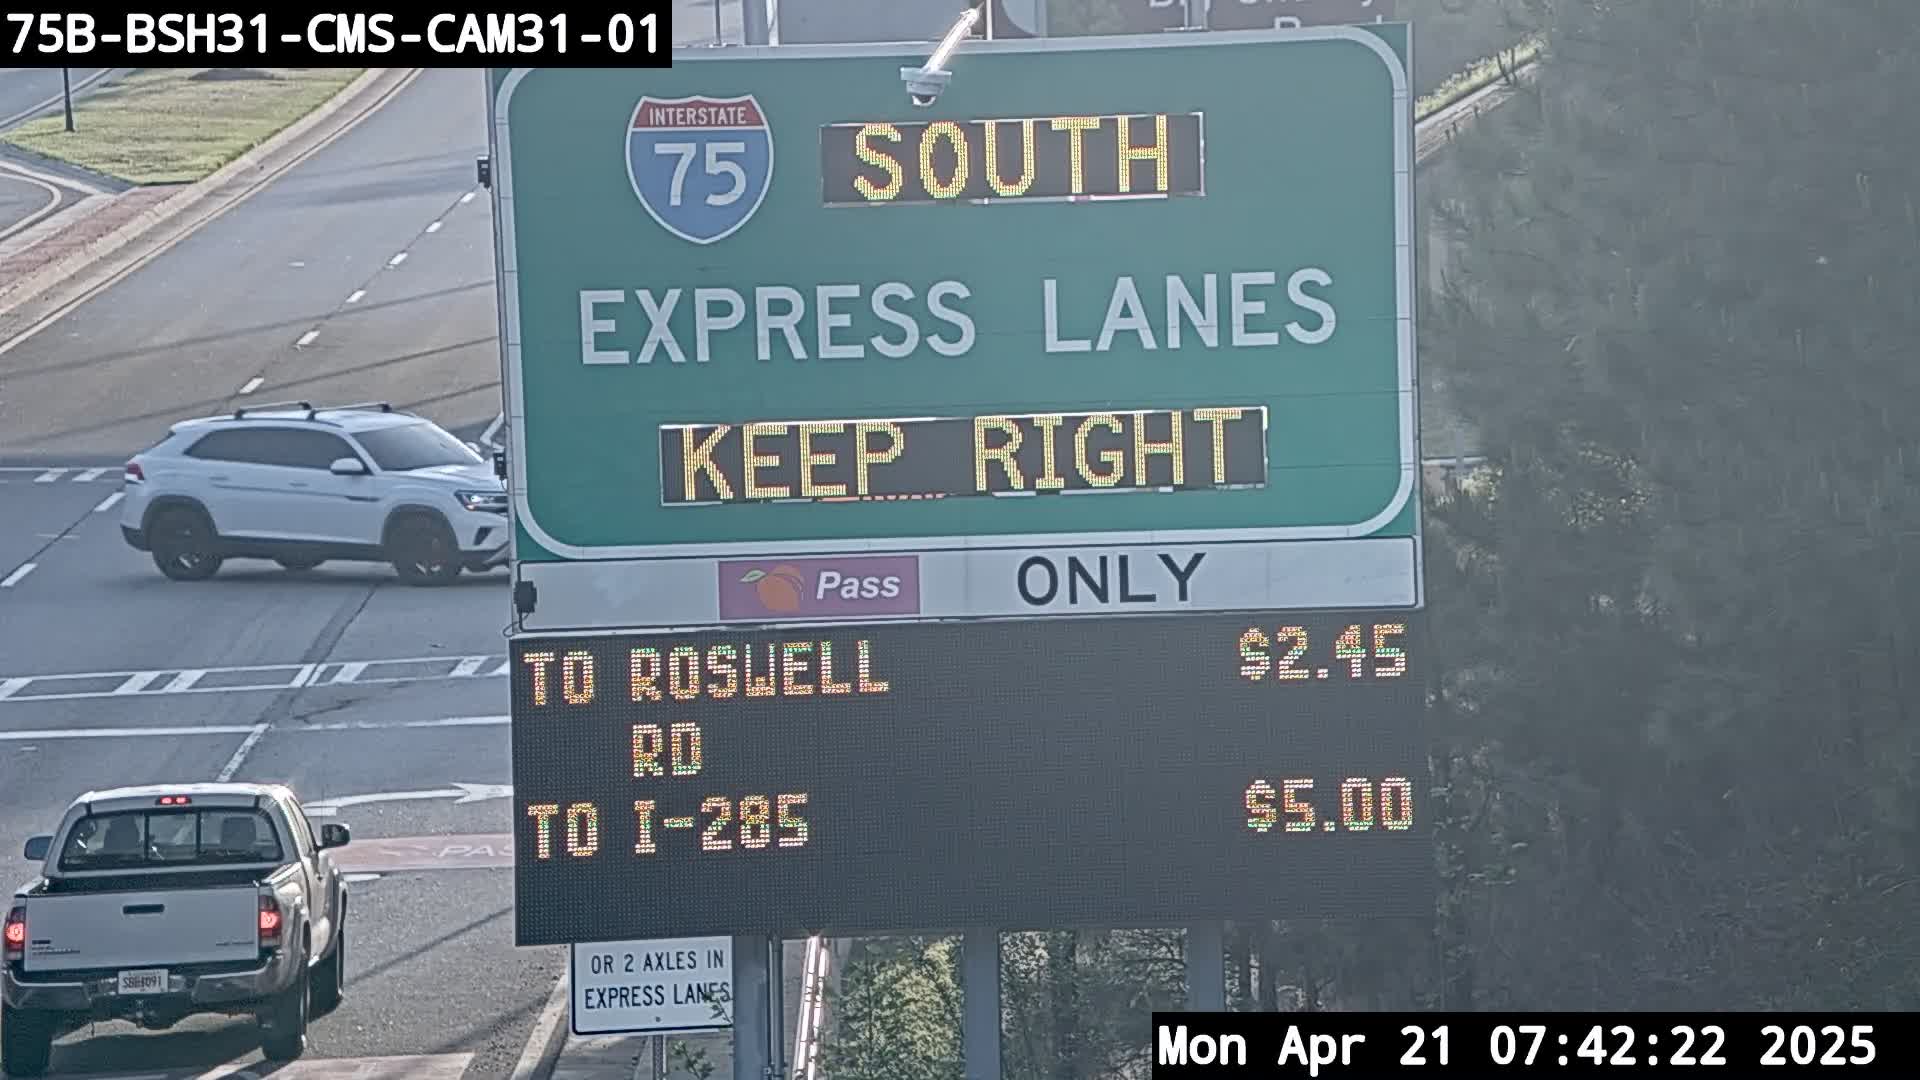 75B-BSH31-CMS-CAM31-01
INTERSTATE
75
SOUTH
EXPRESS LANES
KEEP RIGHT
Pass ONLY
TO ROSWELL $2.45
RD
TO I-285 $5.00
OR 2 AXLES IN
EXPRESS LANES
Mon Apr 21 07:42:22 2025